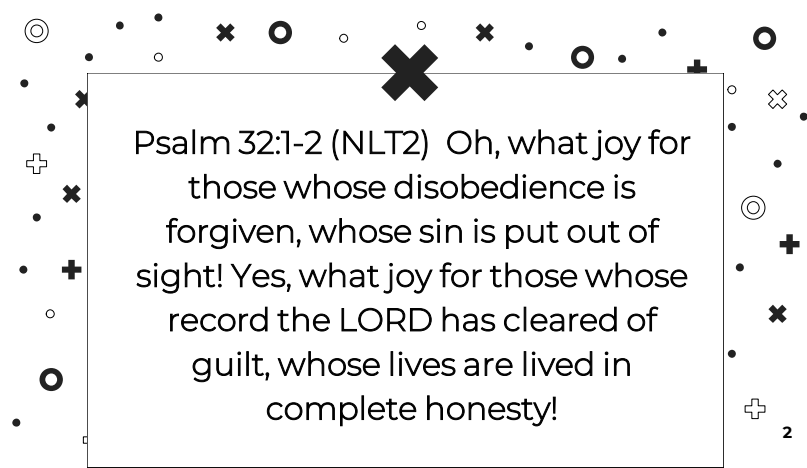 Psalm 32:1-2 (NLT2)  Oh, what joy for
those whose disobedience is
forgiven, whose sin is put out of
sight! Yes, what joy for those whose
record the LORD has cleared of
guilt, whose lives are lived in
complete honesty!
2